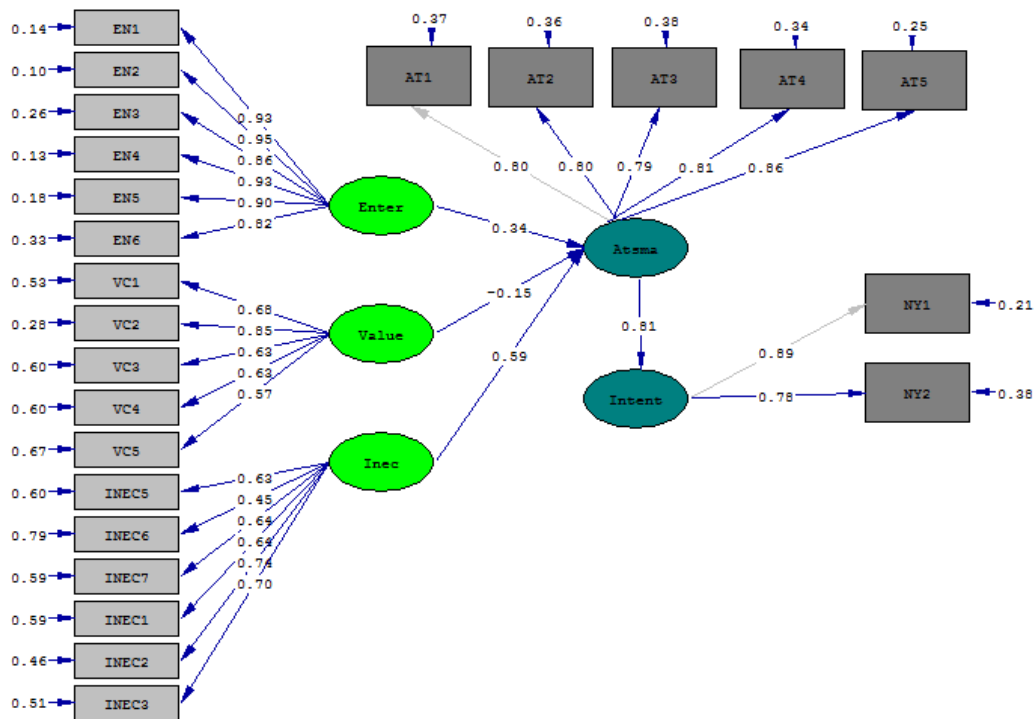 0.37
0.36
0.38
0.34
0.25
0.14
EN1
AT1
AT2
AT3
AT4
AT5
0.10
EN2
0.26
EN3
0.93
0.95
0.86
0.93
0.90
0.82
0.13
EN4
0.80
0.80
0.79
0.81
0.86
0.18
EN5
Enter
0.33
EN6
0.34
Atsma
0.53
VC1
-0.15
NY1
0.21
0.28
VC2
0.68
0.85
0.63
0.63
0.57
Value
0.81
0.60
VC3
0.59
0.89
0.60
VC4
Intent
0.78
NY2
0.38
0.67
VC5
Inec
0.60
INEC5
0.63
0.45
0.64
0.64
0.74
0.70
0.79
INEC6
0.59
INEC7
0.59
INEC1
0.46
INEC2
0.51
INEC3